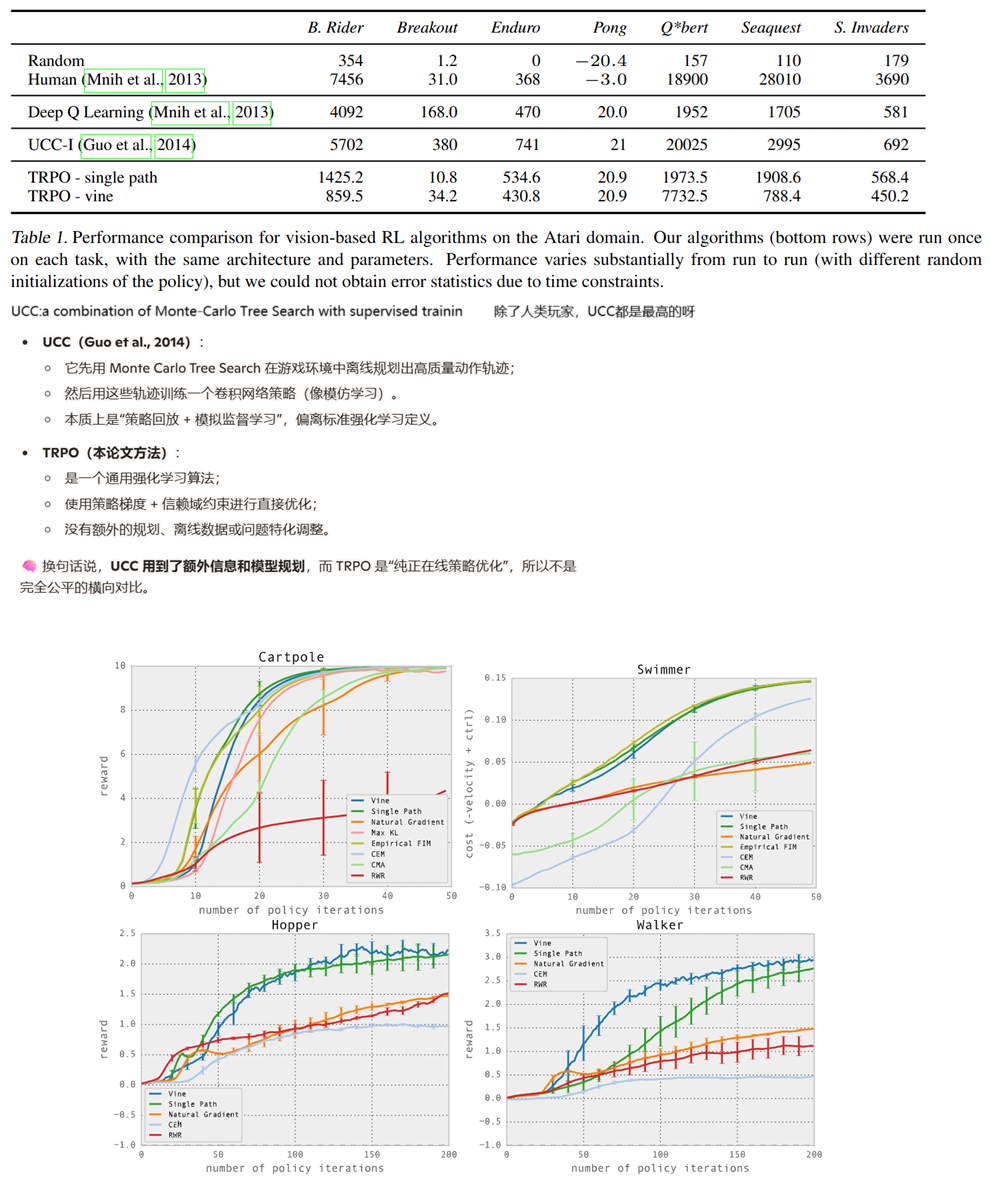 B. Rider Breakout Enduro Pong Q*bert Seaquest S. Invaders
Random 354 1.2 0 −20.4 157 110 179
Human (Mnih et al., 2013) 7456 31.0 368 −3.0 18900 28010 3690
Deep Q Learning (Mnih et al., 2013) 4092 168.0 470 20.0 1952 1705 581
UCC-I (Guo et al., 2014) 5702 380 741 21 20025 2995 692
TRPO - single path 1425.2 10.8 534.6 20.9 1973.5 1908.6 568.4
TRPO - vine 859.5 34.2 430.8 20.9 7732.5 788.4 450.2
Table 1. Performance comparison for vision-based RL algorithms on the Atari domain. Our algorithms (bottom rows) were run once
on each task, with the same architecture and parameters. Performance varies substantially from run to run (with different random
initializations of the policy), but we could not obtain error statistics due to time constraints.
UCC:a combination of Monte-Carlo Tree Search with supervised trainin 除了人类玩家，UCC都是最高的呀
• UCC（Guo et al., 2014）：
○ 它先用 Monte Carlo Tree Search 在游戏环境中离线规划出高质量动作轨迹；
○ 然后用这些轨迹训练一个卷积网络策略（像模仿学习）。
○ 本质上是“策略回放 + 模拟监督学习”，偏离标准强化学习定义。
• TRPO（本论文方法）：
○ 是一个通用强化学习算法；
○ 使用策略梯度 + 信赖域约束进行直接优化；
○ 没有额外的规划、离线数据或问题特化调整。
🧠 换句话说，UCC 用到了额外信息和模型规划，而 TRPO 是“纯正在线策略优化”，所以不是
完全公平的横向对比。
Cartpole
10
8
6
4
2
0
reward
Vine
Single Path
Natural Gradient
Max KL
Empirical FIM
CEM
CMA
RWR
0 10 20 30 40 50
number of policy iterations
Swimmer
0.15
0.10
0.05
0.00
−0.05
−0.10
cost (-velocity + ctrl)
Vine
Single Path
Natural Gradient
Empirical FIM
CEM
CMA
RWR
0 10 20 30 40 50
number of policy iterations
Hopper
2.5
2.0
1.5
1.0
0.5
0.0
−0.5
−1.0
reward
Vine
Single Path
Natural Gradient
CEM
RWR
0 50 100 150 200
number of policy iterations
Walker
3.5
3.0
2.5
2.0
1.5
1.0
0.5
0.0
−0.5
−1.0
reward
Vine
Single Path
Natural Gradient
CEM
RWR
0 50 100 150 200
number of policy iterations